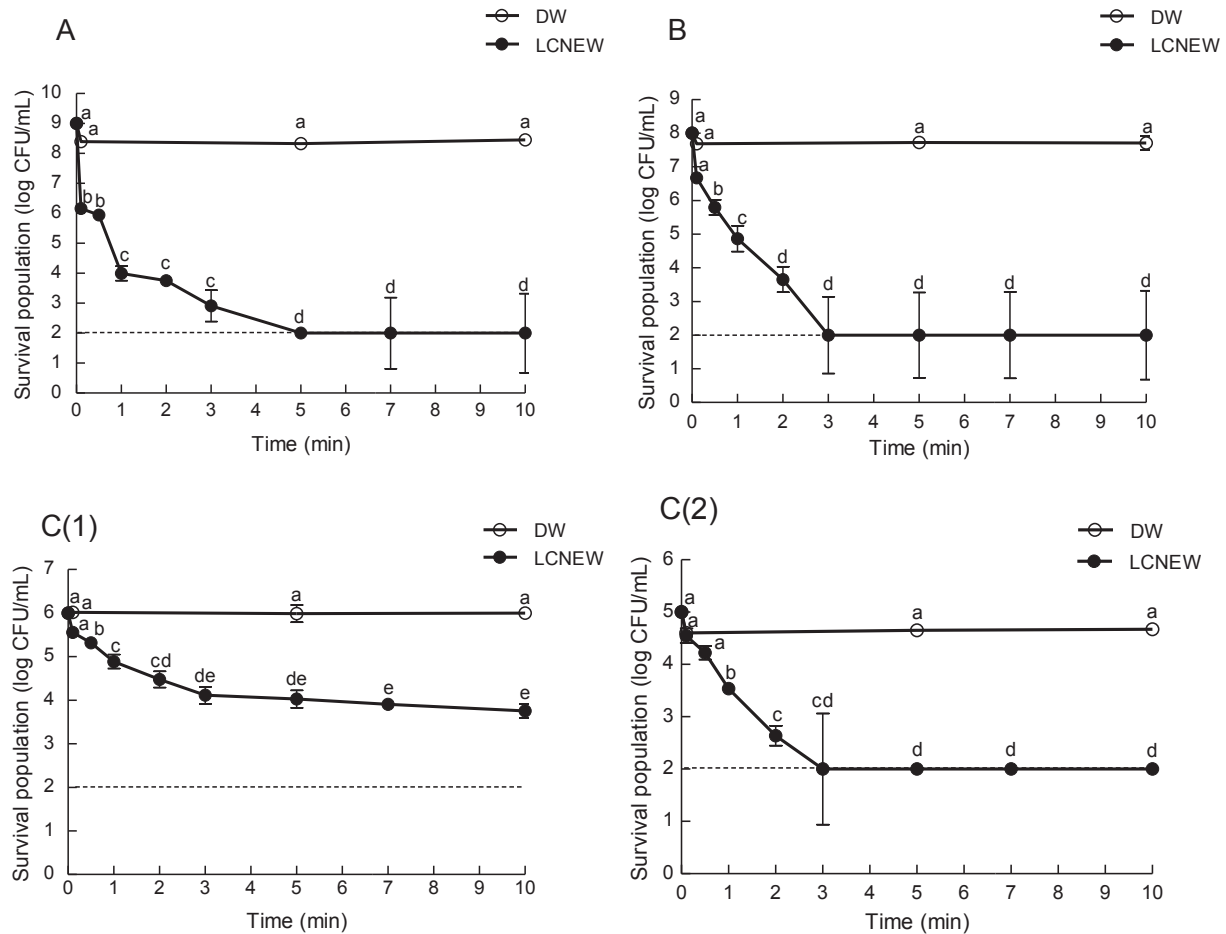 A
DW
LCNEW
Survival population (log CFU/mL)
10
9
8
7
6
5
4
3
2
1
0
a
a
a
a
b
b
c
c
c
d
d
d
0 1 2 3 4 5 6 7 8 9 10
Time (min)
B
DW
LCNEW
Survival population (log CFU/mL)
9
8
7
6
5
4
3
2
1
0
a
a
a
a
a
b
c
d
d
d
d
d
0 1 2 3 4 5 6 7 8 9 10
Time (min)
C(1)
DW
LCNEW
Survival population (log CFU/mL)
7
6
5
4
3
2
1
0
a
a
a
a
a
b
c
cd
de
de
e
e
0 1 2 3 4 5 6 7 8 9 10
Time (min)
C(2)
DW
LCNEW
Survival population (log CFU/mL)
6
5
4
3
2
1
0
a
a
a
a
a
b
c
cd
d
d
d
0 1 2 3 4 5 6 7 8 9 10
Time (min)